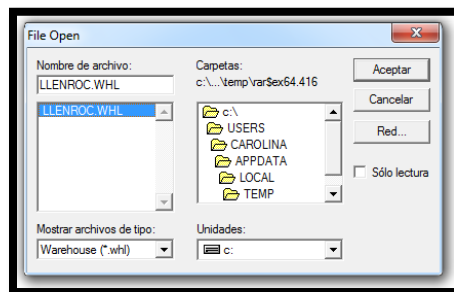 File Open
Nombre de archivo:
LLENROC.WHL
LLENROC.WHL
Mostrar archivos de tipo:
Warehouse (*.whl)
Carpetas:
c:\...\temp\rar$ex64.416
c:\
USERS
CAROLINA
APPDATA
LOCAL
TEMP
Unidades:
c:
Aceptar
Cancelar
Red...
Sólo lectura